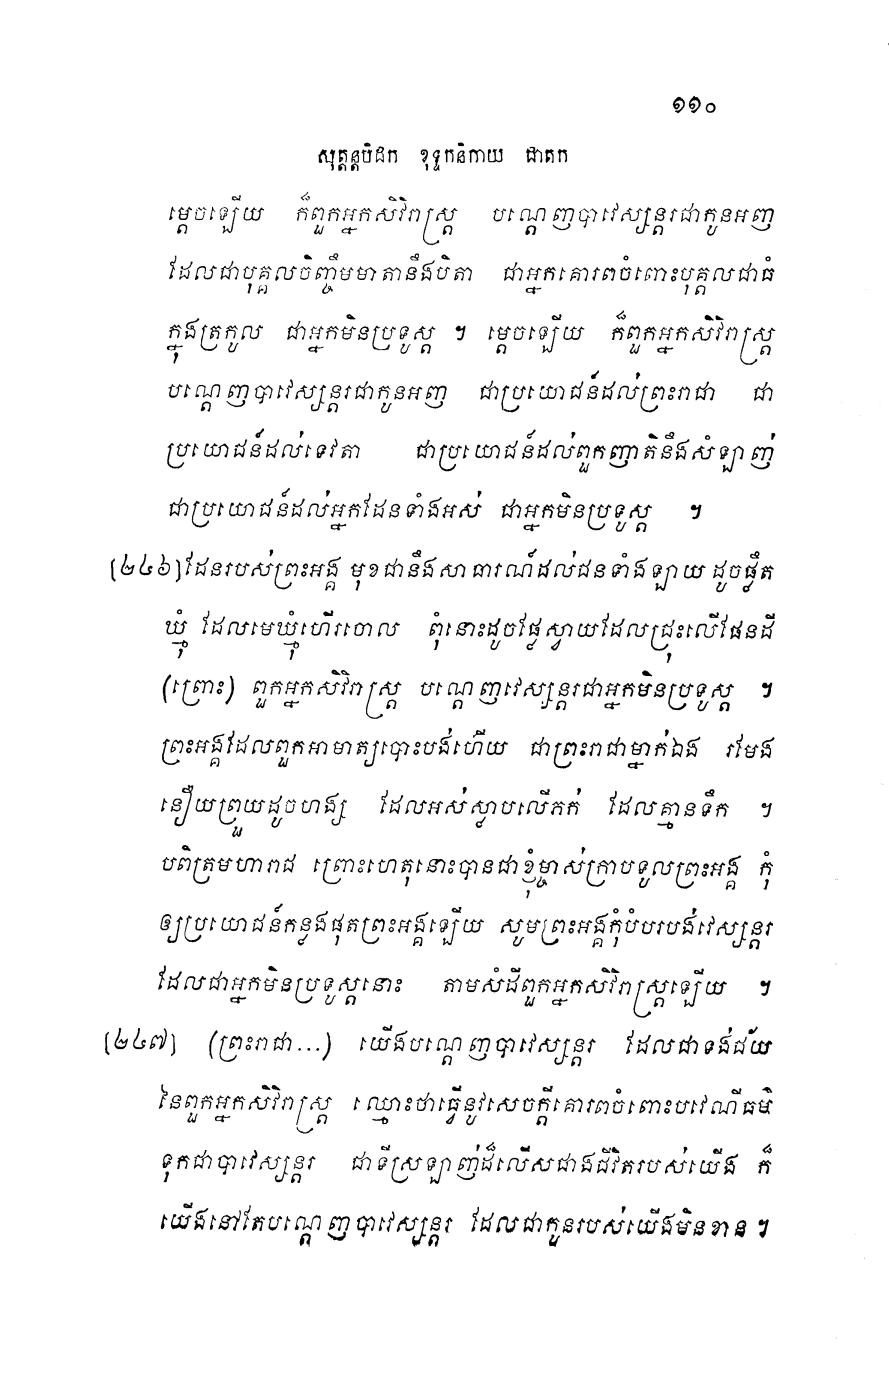 ១១០
សុត្តន្តបិដក ខុទ្ទកនិកាយ ជាតក
ម្តេចឡើយ ក៏ពួកអ្នកសិវិរាស្ត្រ បណ្តេញបាវេស្សន្តរជាកូនអញ
ដែលជាបុគ្គលចិញ្ចឹមមាតានឹងបិតា ជាអ្នកគោរពចំពោះបុគ្គលជាធំ
ក្នុងត្រកូល ជាអ្នកមិនប្រទូស្ត ។ ម្តេចឡើយ ក៏ពួកអ្នកសិវិរាស្ត្រ
បណ្តេញបាវេស្សន្តរជាកូនអញ ជាប្រយោជន៍ដល់ព្រះរាជា ជា
ប្រយោជន៍ដល់ទេវតា ជាប្រយោជន៍ដល់ពួកញាតិនឹងសំឡាញ់
ជាប្រយោជន៍ដល់អ្នកដែនទាំងអស់ ជាអ្នកមិនប្រទូស្ត ។
[២៤៦] ដែនរបស់ព្រះអង្គ មុខជានឹងសាធារណ៍ដល់ជនទាំងឡាយ ដូចផ្ទឹត
ឃ្មុំ ដែលមេឃ្មុំហើរចោល ពុំនោះដូចផ្លែស្វាយដែលជ្រុះលើផែនដី
(ព្រោះ) ពួកអ្នកសិវិរាស្ត្រ បណ្តេញវេស្សន្តរជាអ្នកមិនប្រទូស្ត ។
ព្រះអង្គដែលពួកអាមាត្យបោះបង់ហើយ ជាព្រះរាជាម្នាក់ឯង រមែង
នឿយព្រួយដូចហង្ស ដែលអស់ស្លាបលើភក់ ដែលគ្មានទឹក ។
បពិត្រមហារាជ ព្រោះហេតុនោះបានជាខ្ញុំម្ចាស់ក្រាបទូលព្រះអង្គ កុំ
ឲ្យប្រយោជន៍កន្លងផុតព្រះអង្គឡើយ សូមព្រះអង្គកុំបំបរបង់វេស្សន្តរ
ដែលជាអ្នកមិនប្រទូស្តនោះ តាមសំដីពួកអ្នកសិវិរាស្ត្រឡើយ ។
[២៤៧] (ព្រះរាជា...) យើងបណ្តេញបាវេស្សន្តរ ដែលជាទង់ជ័យ
នៃពួកអ្នកសិវិរាស្ត្រ ឈ្មោះថាធ្វើនូវសេចក្តីគោរពចំពោះបវេណីធម៌
ទុកជាបាវេស្សន្តរ ជាទីស្រឡាញ់ដ៏លើសជាងជីវិតរបស់យើង ក៏
យើងនៅតែបណ្តេញបាវេស្សន្តរ ដែលជាកូនរបស់យើងមិនខាន ។